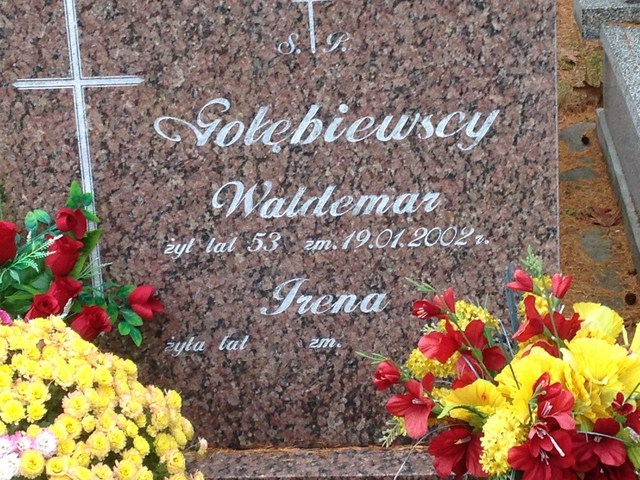 Ś. P.
Gołębiewscy
Waldemar
żył lat 53 zm. 19.01.2002 r.
Irena
żyła lat zm.